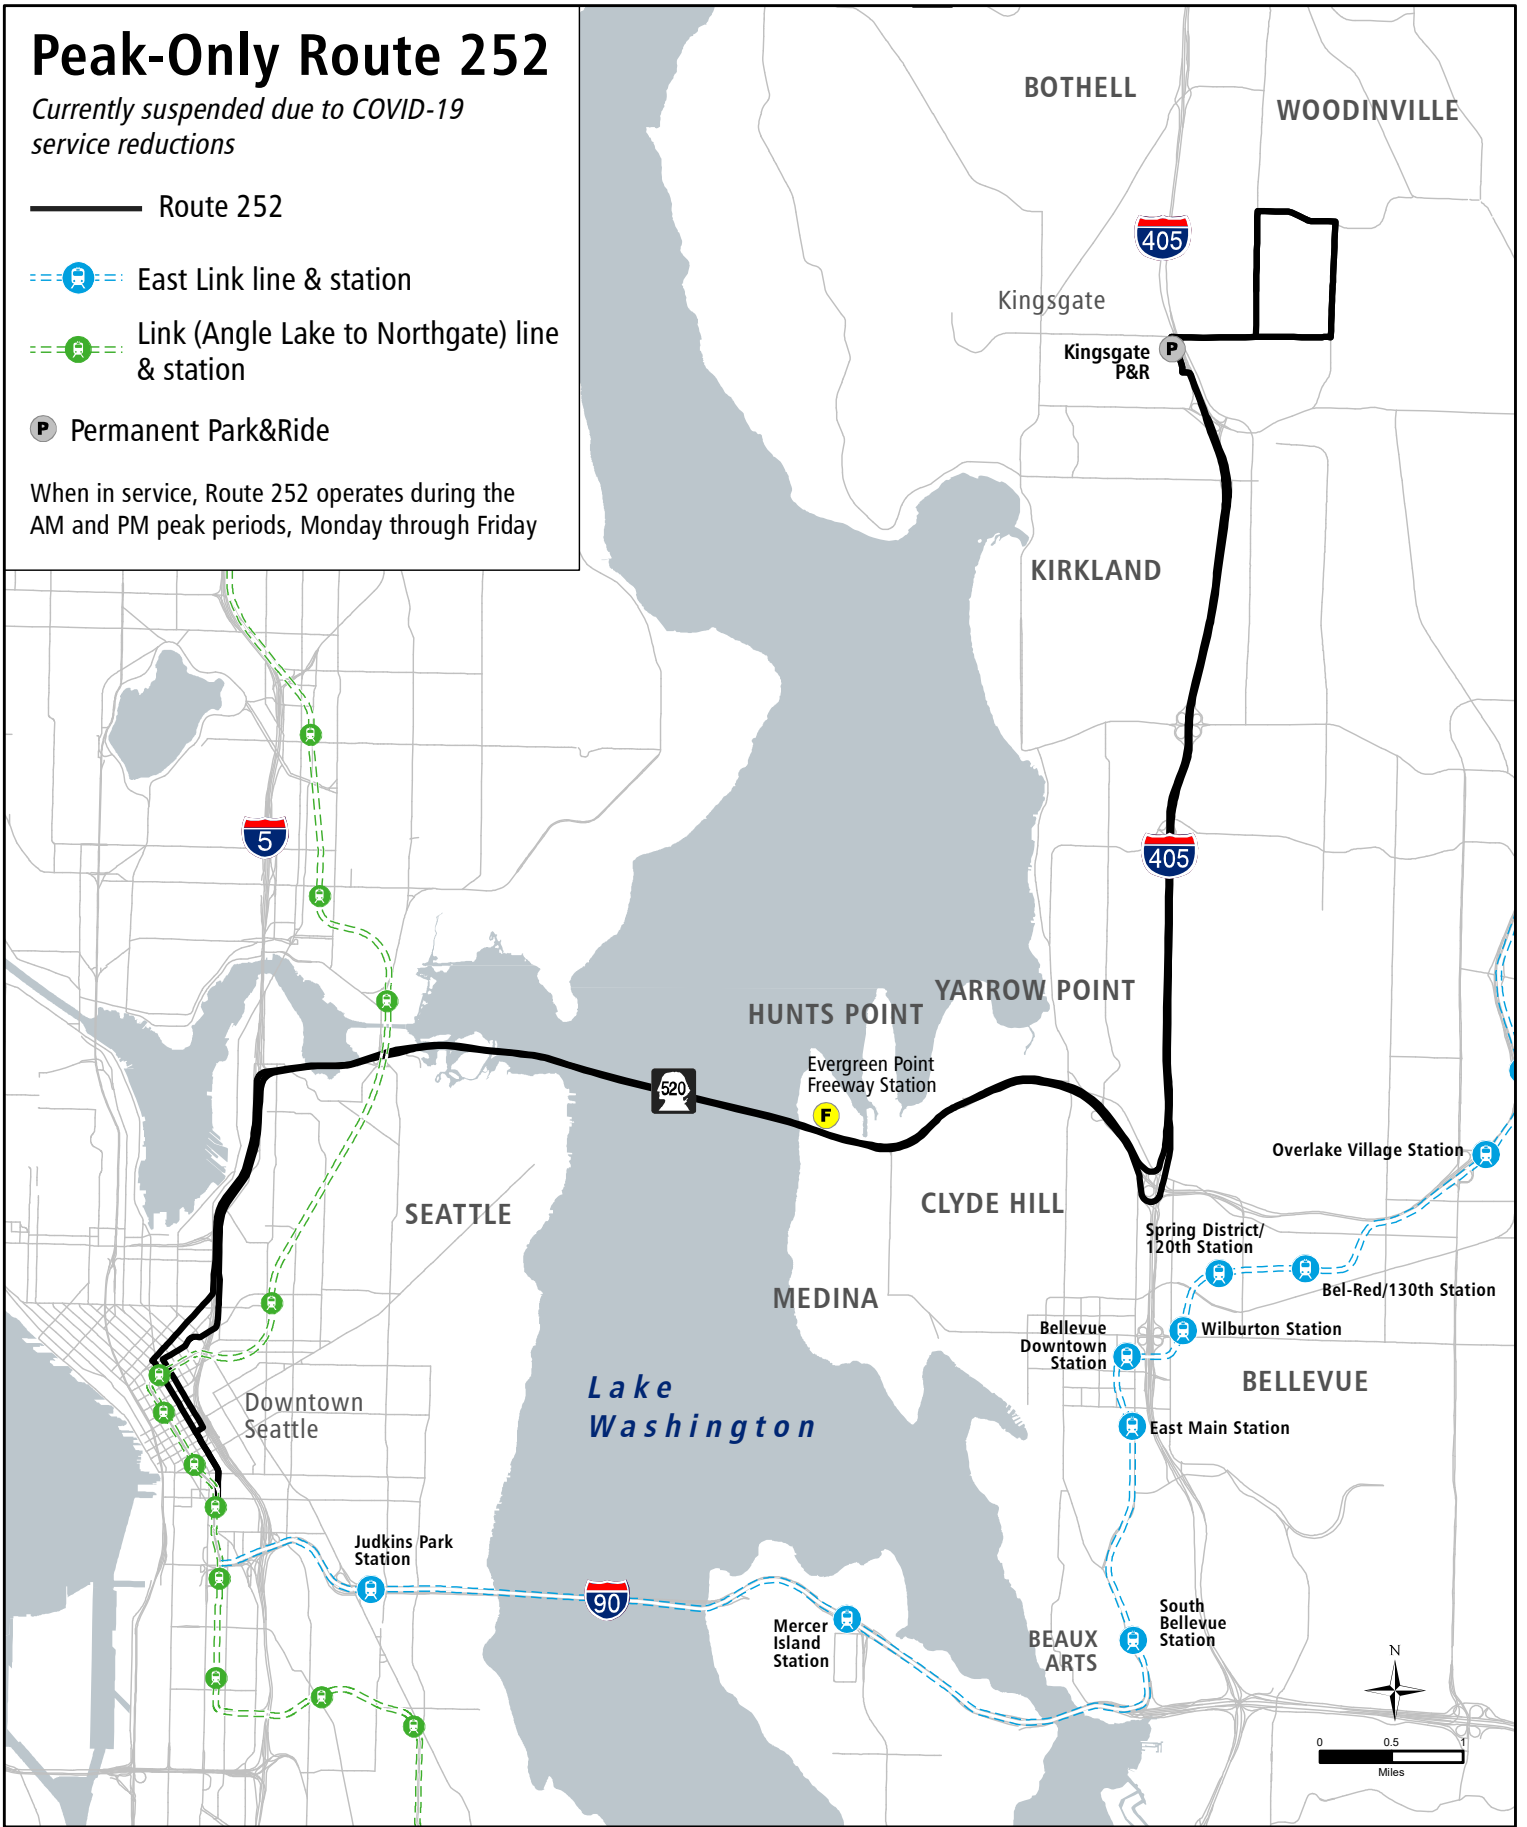 Peak-Only Route 252
Currently suspended due to COVID-19
service reductions
Route 252
East Link line & station
Link (Angle Lake to Northgate) line
& station
P
Permanent Park&Ride
When in service, Route 252 operates during the
AM and PM peak periods, Monday through Friday
BOTHELL
WOODINVILLE
405
Kingsgate
Kingsgate
P&R
P
KIRKLAND
5
405
YARROW POINT
HUNTS POINT
Evergreen Point
Freeway Station
F
520
Overlake Village Station
SEATTLE
CLYDE HILL
Spring District/
120th Station
Bel-Red/130th Station
MEDINA
Wilburton Station
Bellevue
Downtown
Station
BELLEVUE
Lake
Washington
Downtown
Seattle
East Main Station
Judkins Park
Station
90
Mercer
Island
Station
South
Bellevue
Station
BEAUX
ARTS
N
0 0.5 1
Miles